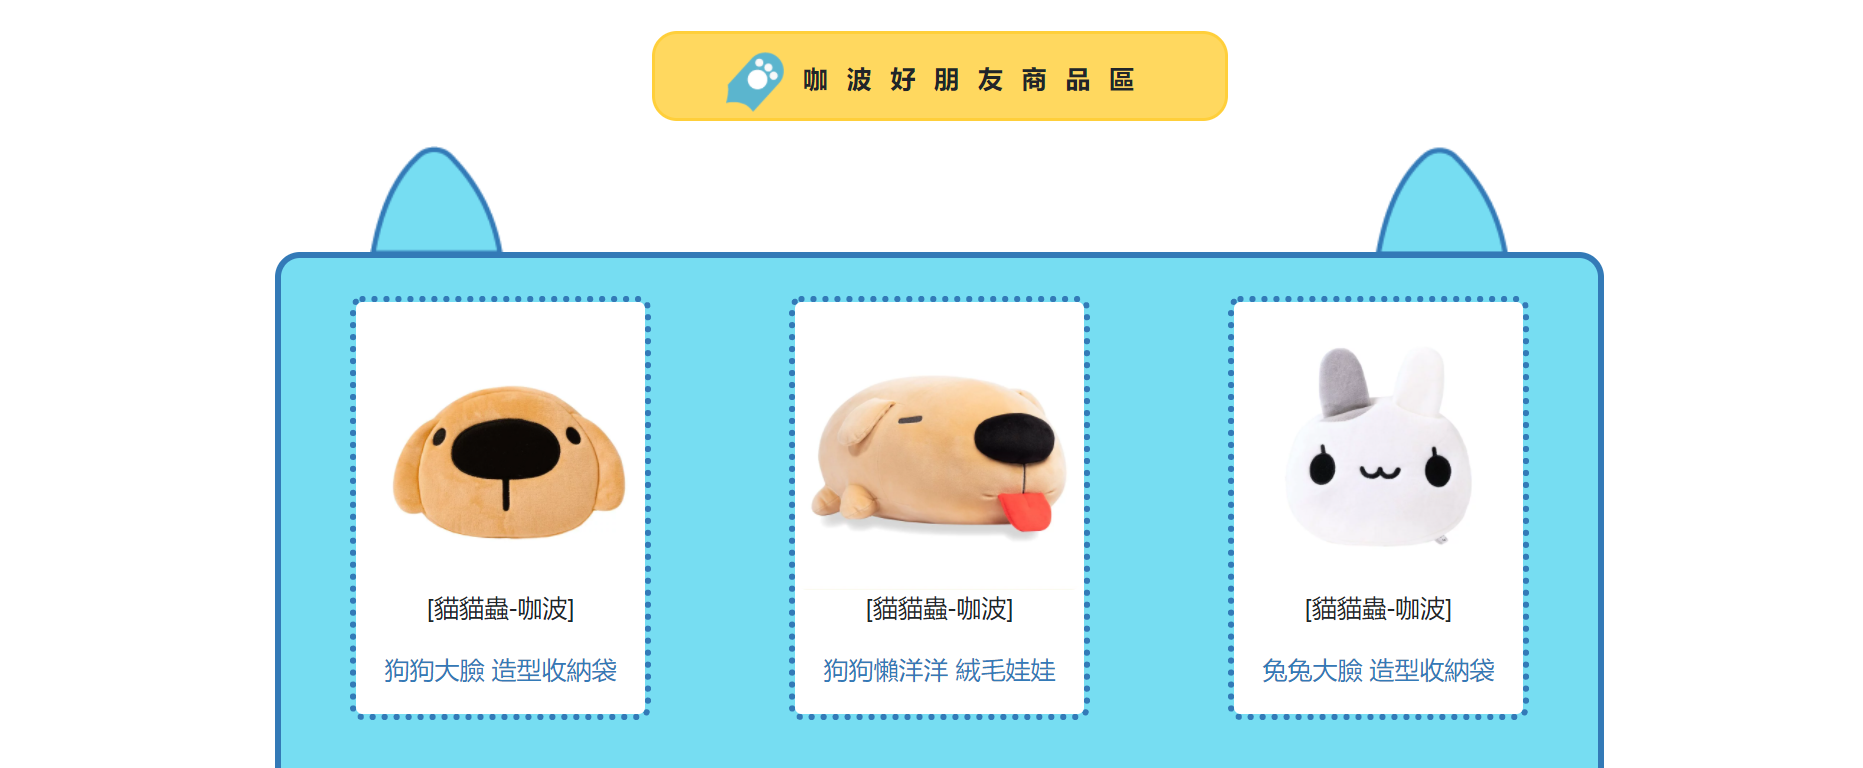 咖波好朋友商品區
[貓貓蟲-咖波]
狗狗大臉 造型收納袋
[貓貓蟲-咖波]
狗狗懶洋洋 絨毛娃娃
[貓貓蟲-咖波]
兔兔大臉 造型收納袋